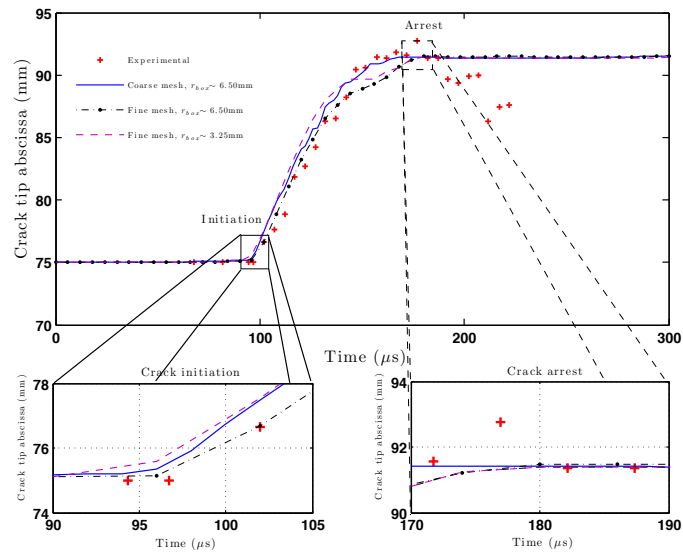 Arrest
95
Experimental
Coarse mesh, r_box ~ 6.50mm
Fine mesh, r_box ~ 6.50mm
Fine mesh, r_box ~ 3.25mm
90
85
80
75
70
Crack tip abscissa (mm)
Initiation
0 100 200 300
Time (μs)
Crack initiation
78
76
74
Crack tip abscissa (mm)
90 95 100 105
Time (μs)
Crack arrest
94
92
90
Crack tip abscissa (mm)
170 180 190
Time (μs)